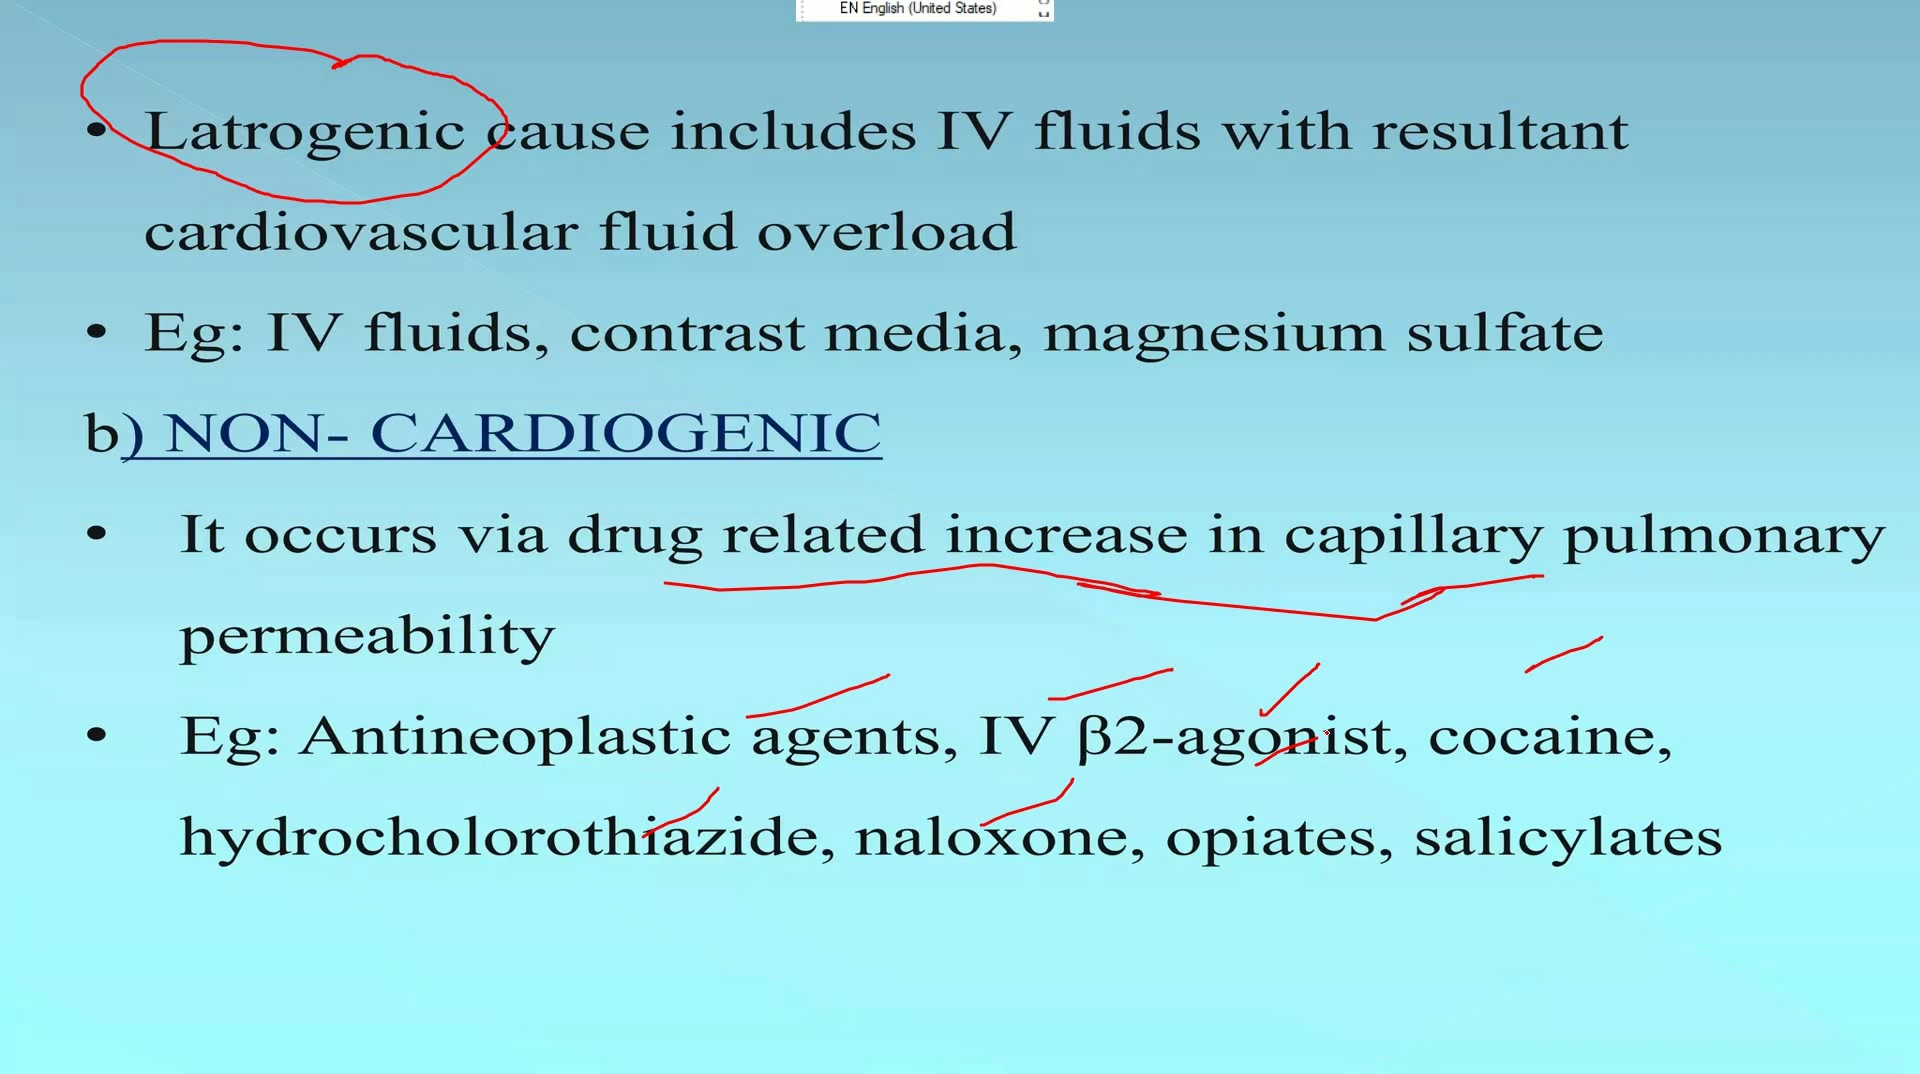 EN English (United States)
• Latrogenic cause includes IV fluids with resultant
cardiovascular fluid overload
• Eg: IV fluids, contrast media, magnesium sulfate
b) NON- CARDIOGENIC
• It occurs via drug related increase in capillary pulmonary
permeability
• Eg: Antineoplastic agents, IV β2-agonist, cocaine,
hydrocholorothiazide, naloxone, opiates, salicylates